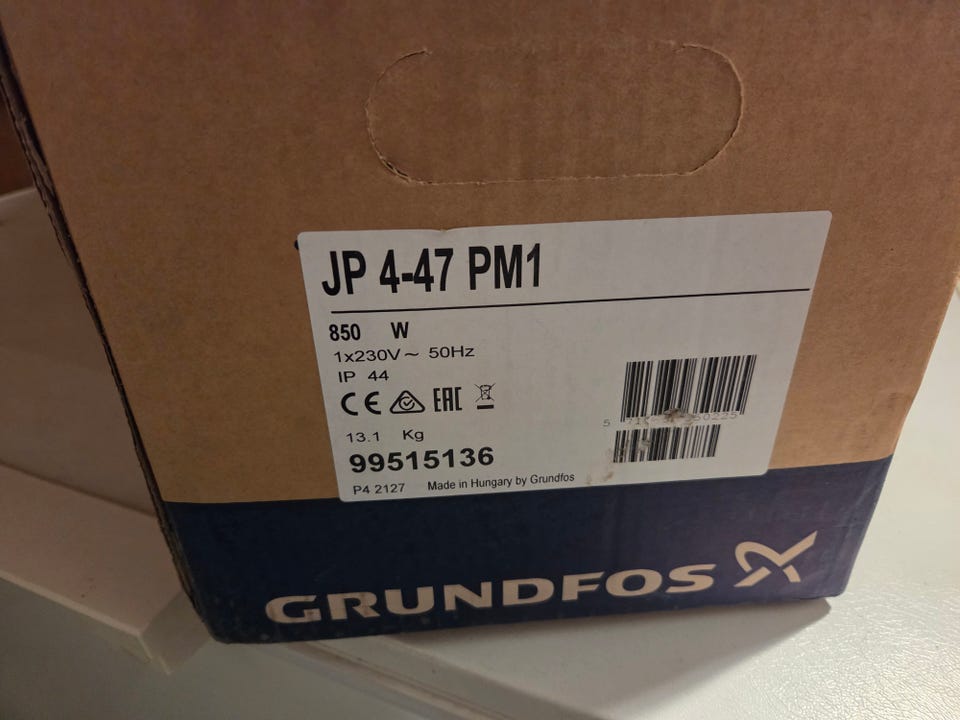 JP 4-47 PM1
850 W
1x230V~ 50Hz
IP 44
CE EAC
13.1 Kg
99515136
P4 2127 Made in Hungary by Grundfos
GRUNDFOS